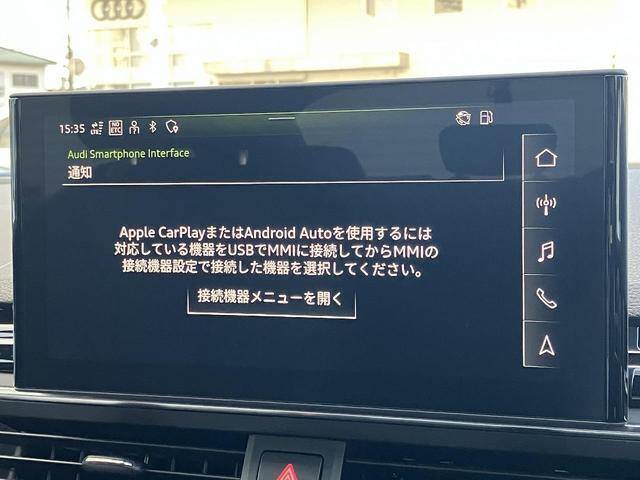 15:35 LTE NO ETC
Audi Smartphone Interface
通知
Apple CarPlayまたはAndroid Autoを使用するには
対応している機器をUSBでMMIに接続してからMMIの
接続機器設定で接続した機器を選択してください。
接続機器メニューを開く